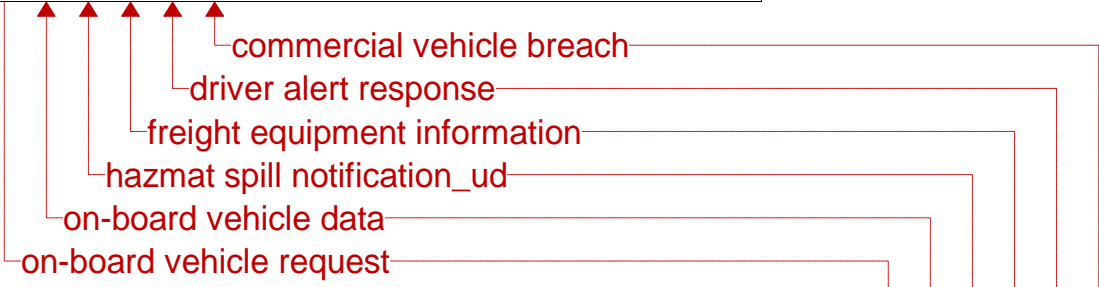 commercial vehicle breach
driver alert response
freight equipment information
hazmat spill notification_ud
on-board vehicle data
on-board vehicle request